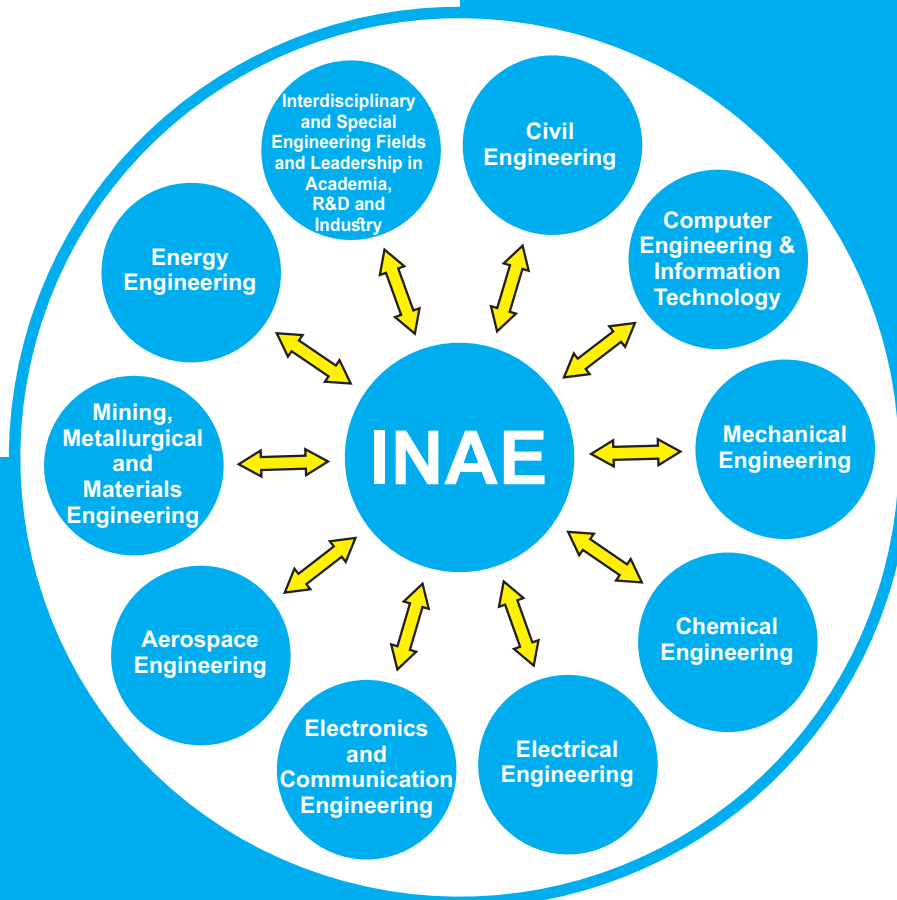 Interdisciplinary
and Special
Engineering Fields
and Leadership in
Academia,
R&D and
Industry
Civil
Engineering
Computer
Engineering &
Information
Technology
Mechanical
Engineering
Chemical
Engineering
Electrical
Engineering
Electronics
and
Communication
Engineering
Aerospace
Engineering
Mining,
Metallurgical
and
Materials
Engineering
Energy
Engineering
INAE